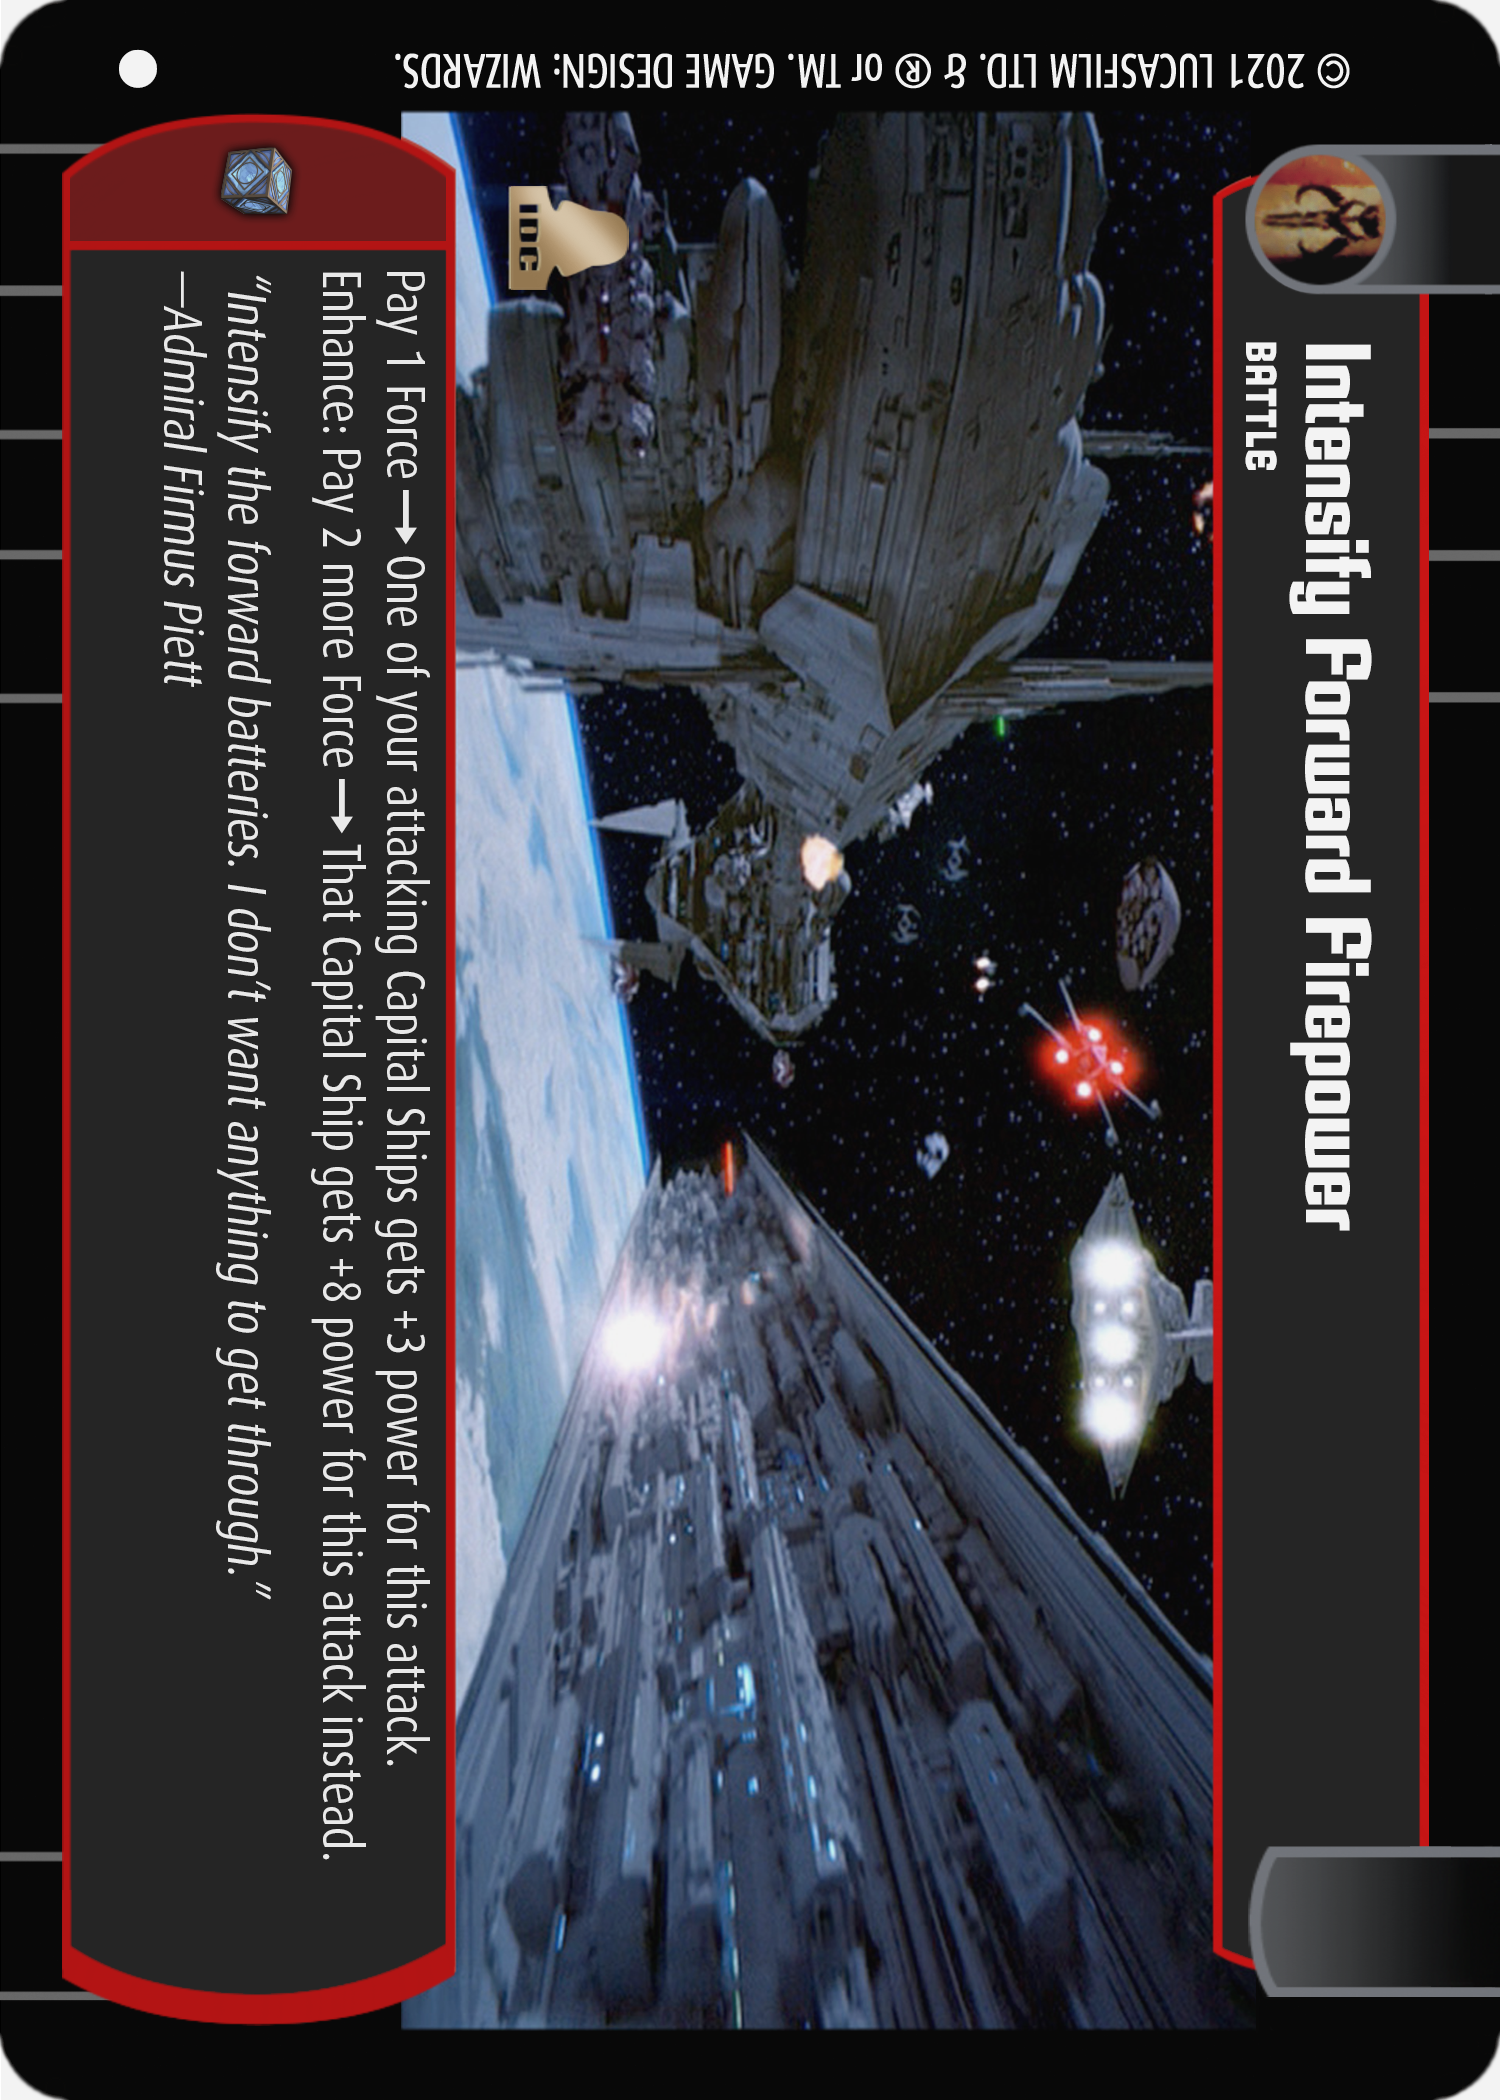 Intensify Forward Firepower
BATTLE
IDC
Pay 1 Force → One of your attacking Capital Ships gets +3 power for this attack.
Enhance: Pay 2 more Force → That Capital Ship gets +8 power for this attack instead.
"Intensify the forward batteries. I don't want anything to get through."
—Admiral Firmus Piett
© 2021 LUCASFILM LTD. & ® or TM. GAME DESIGN: WIZARDS.